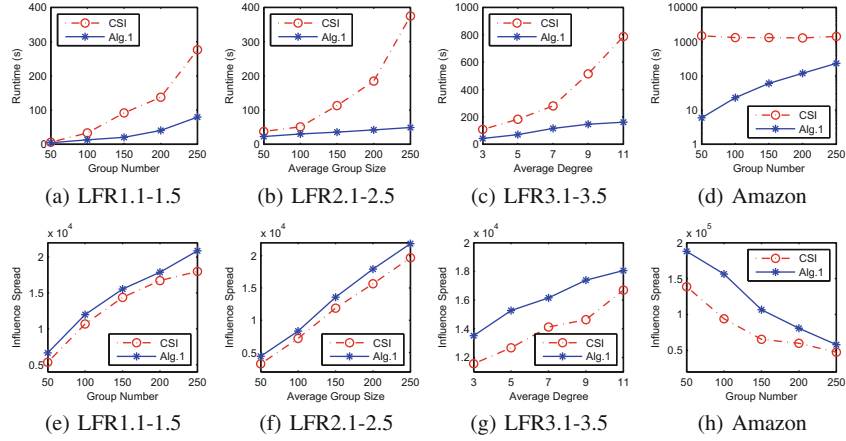 400
300
200
100
0
Runtime (s)
CSI
Alg.1
50 100 150 200 250
Group Number
(a) LFR1.1-1.5
400
300
200
100
0
Runtime (s)
CSI
Alg.1
50 100 150 200 250
Average Group Size
(b) LFR2.1-2.5
1000
800
600
400
200
0
Runtime (s)
CSI
Alg.1
3 5 7 9 11
Average Degree
(c) LFR3.1-3.5
10000
1000
100
10
1
Runtime (s)
CSI
Alg.1
50 100 150 200 250
Group Number
(d) Amazon
x 10^4
2
1.5
1
0.5
Influence Spread
CSI
Alg.1
50 100 150 200 250
Group Number
(e) LFR1.1-1.5
x 10^4
2
1.5
1
0.5
Influence Spread
CSI
Alg.1
50 100 150 200 250
Average Group Size
(f) LFR2.1-2.5
x 10^4
2
1.8
1.6
1.4
1.2
Influence Spread
CSI
Alg.1
3 5 7 9 11
Average Degree
(g) LFR3.1-3.5
x 10^5
2
1.5
1
0.5
Influence Spread
CSI
Alg.1
50 100 150 200 250
Group Number
(h) Amazon